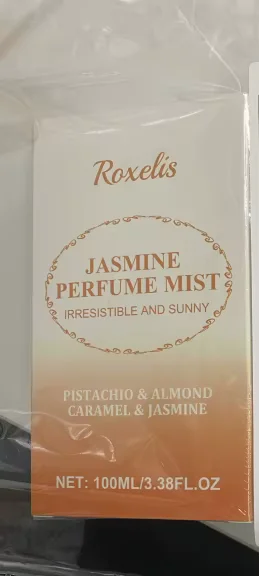 Roxelis
JASMINE
PERFUME MIST
IRRESISTIBLE AND SUNNY
PISTACHIO & ALMOND
CARAMEL & JASMINE
NET: 100ML/3.38FL.OZ